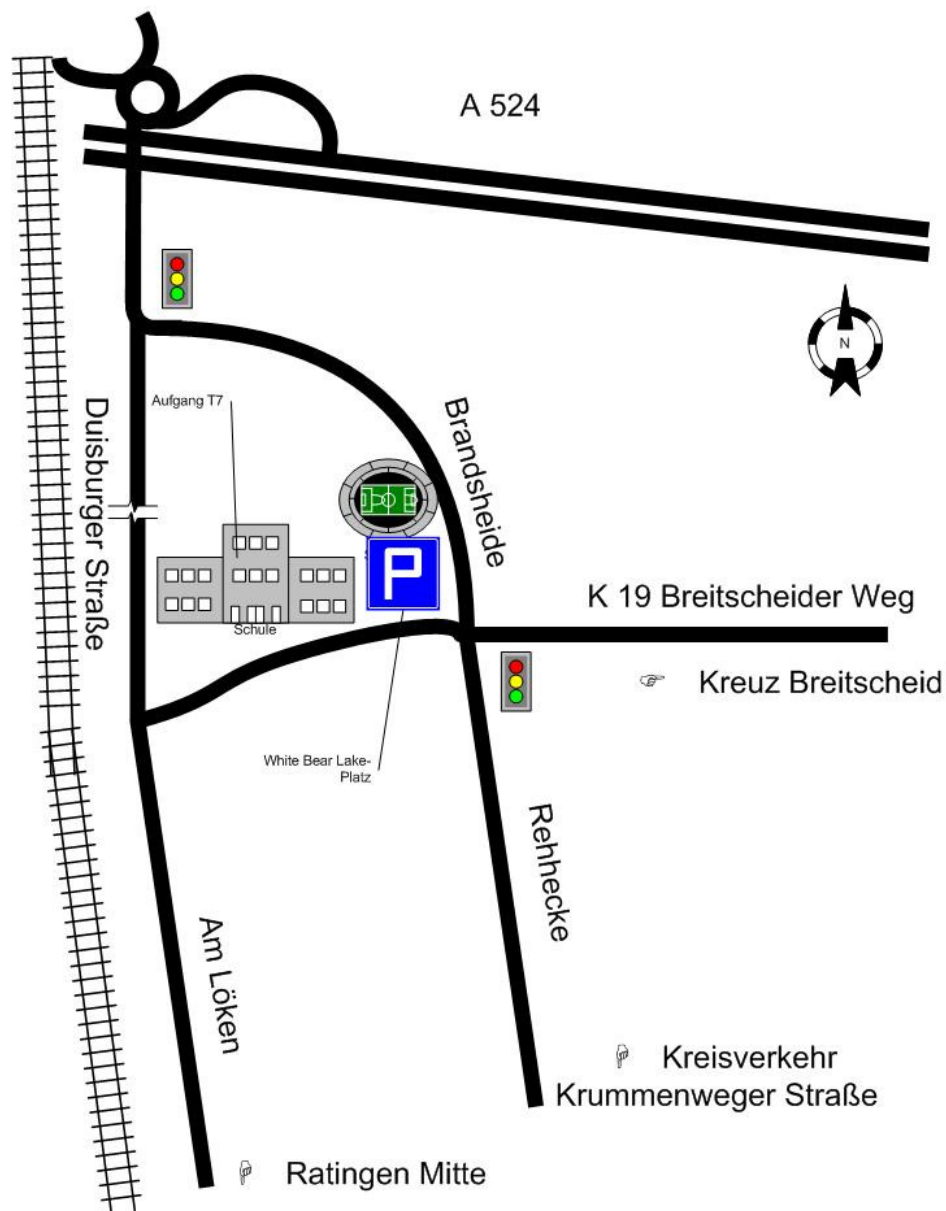 A 524
N
Aufgang T7
Brandsheide
Duisburger Straße
P
K 19 Breitscheider Weg
Schule
Kreuz Breitscheid
White Bear Lake-
Platz
Rehhecke
Am Löken
Kreisverkehr
Krummenweger Straße
Ratingen Mitte